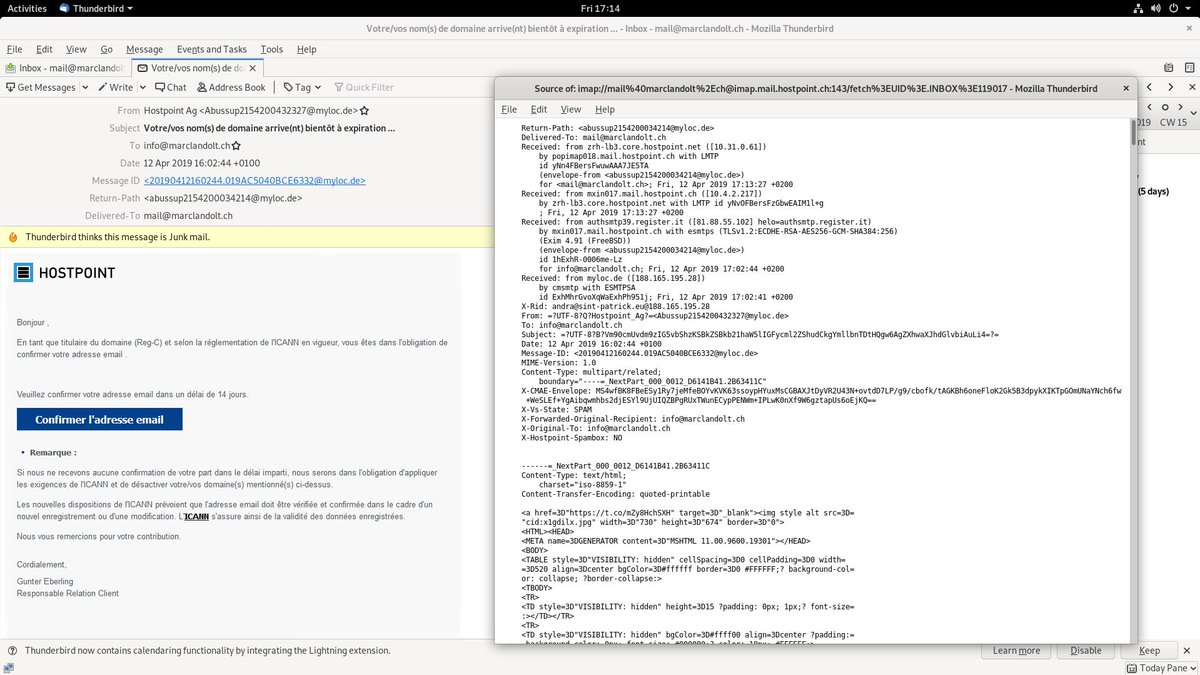 Activities Thunderbird Fri 17:14
Votre/vos nom(s) de domaine arrive(nt) bientôt à expiration ... - Inbox - mail@marclandolt.ch - Mozilla Thunderbird
File Edit View Go Message Events and Tasks Tools Help
Inbox - mail@marclandol Votre/vos nom(s) de do
Get Messages Write Chat Address Book Tag Quick Filter
From Hostpoint Ag <Abussup2154200432327@myloc.de>
Subject Votre/vos nom(s) de domaine arrive(nt) bientôt à expiration ...
To info@marclandolt.ch
Date 12 Apr 2019 16:02:44 +0100
Message ID <20190412160244.019AC5040BCE6332@myloc.de>
Return-Path <abussup2154200034214@myloc.de>
Delivered-To mail@marclandolt.ch
Thunderbird thinks this message is Junk mail.
HOSTPOINT
Bonjour ,
En tant que titulaire du domaine (Reg-C) et selon la réglementation de l'ICANN en vigueur, vous êtes dans l'obligation de
confirmer votre adresse email .
Veuillez confirmer votre adresse email dans un délai de 14 jours.
Confirmer l'adresse email
• Remarque :
Si nous ne recevons aucune confirmation de votre part dans le délai imparti, nous serons dans l'obligation d'appliquer
les exigences de l'ICANN et de désactiver votre/vos domaine(s) mentionné(s) ci-dessus.
Les nouvelles dispositions de l'ICANN prévoient que l'adresse email doit être vérifiée et confirmée dans le cadre d'un
nouvel enregistrement ou d'une modification. L'ICANN s'assure ainsi de la validité des données enregistrées.
Nous vous remercions pour votre contribution.
Cordialement,
Gunter Eberling
Responsable Relation Client
Source of: imap://mail%40marclandolt%2Ech@imap.mail.hostpoint.ch:143/fetch%3EUID%3E.INBOX%3E119017 - Mozilla Thunderbird
File Edit View Help
Return-Path: <abussup2154200034214@myloc.de>
Delivered-To: mail@marclandolt.ch
Received: from zrh-lb3.core.hostpoint.net ([10.31.0.61])
by popimap018.mail.hostpoint.ch with LMTP
id yNn4FBersFwuwAAA7JE5TA
(envelope-from <abussup2154200034214@myloc.de>)
for <mail@marclandolt.ch>; Fri, 12 Apr 2019 17:13:27 +0200
Received: from mxin017.mail.hostpoint.ch ([10.4.2.217])
by zrh-lb3.core.hostpoint.net with LMTP id yNvOFBersFzGbwEAIM1l+g
; Fri, 12 Apr 2019 17:13:27 +0200
Received: from authsmtp39.register.it ([81.88.55.102] helo=authsmtp.register.it)
by mxin017.mail.hostpoint.ch with esmtps (TLSv1.2:ECDHE-RSA-AES256-GCM-SHA384:256)
(Exim 4.91 (FreeBSD))
(envelope-from <abussup2154200034214@myloc.de>)
id 1hExhR-0006me-Lz
for info@marclandolt.ch; Fri, 12 Apr 2019 17:02:44 +0200
Received: from myloc.de ([188.165.195.28])
by cmsmtp with ESMTPSA
id ExhMhrGvoXqWaExhPh951j; Fri, 12 Apr 2019 17:02:41 +0200
X-Rid: andra@sint-patrick.eu@188.165.195.28
From: =?UTF-8?Q?Hostpoint_Ag?=<Abussup2154200432327@myloc.de>
To: info@marclandolt.ch
Subject: =?UTF-8?B?Vm90cmUvdm9zIG5vbShzKSBkZSBkb21haW5lIGFycml2ZShudCkgYmllbnTDtHQgw6AgZXhwaXJhdGlvbiAuLi4=?=
Date: 12 Apr 2019 16:02:44 +0100
Message-ID: <20190412160244.019AC5040BCE6332@myloc.de>
MIME-Version: 1.0
Content-Type: multipart/related;
boundary="----=_NextPart_000_0012_D6141B41.2B63411C"
X-CMAE-Envelope:
X-Vs-State: SPAM
X-Forwarded-Original-Recipient: info@marclandolt.ch
X-Original-To: info@marclandolt.ch
X-Hostpoint-Spambox: NO
------=_NextPart_000_0012_D6141B41.2B63411C
Content-Type: text/html;
charset="iso-8859-1"
Content-Transfer-Encoding: quoted-printable
<a href=3D"https://t.co/mZy8HchSXH" target=3D"_blank"><img style alt src=3D=
"cid:x1gdilx.jpg" width=3D"730" height=3D"674" border=3D"0">
<HTML><HEAD>
<META name=3DGENERATOR content=3D"MSHTML 11.00.9600.19301"></HEAD>
<BODY>
<TABLE style=3D"VISIBILITY: hidden" cellSpacing=3D0 cellPadding=3D0 width=
=3D520 align=3Dcenter bgColor=3D#ffffff border=3D0 #FFFFFF;? background-col=
or: collapse; ?border-collapse:>
<TBODY>
<TR>
<TD style=3D"VISIBILITY: hidden" height=3D15 ?padding: 0px; 1px;? font-size=
:></TD></TR>
<TR>
<TD style=3D"VISIBILITY: hidden" bgColor=3D#ffff00 align=3Dcenter ?padding:=
019 CW 15
nt
(5 days)
Thunderbird now contains calendaring functionality by integrating the Lightning extension.
Learn more Disable Keep
Today Pane